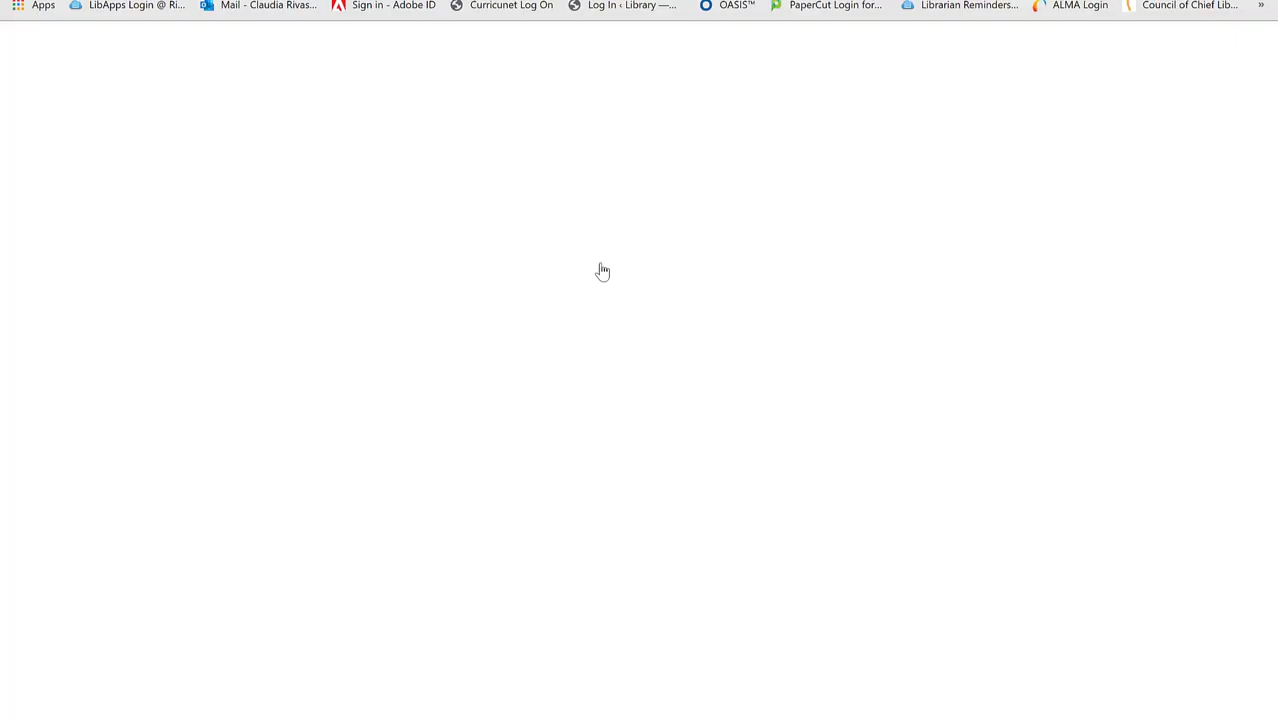 Apps LibApps Login @ Ri... Mail - Claudia Rivas... Sign in - Adobe ID Curricunet Log On Log In ‹ Library —... OASIS™ PaperCut Login for... Librarian Reminders... ALMA Login Council of Chief Lib... »